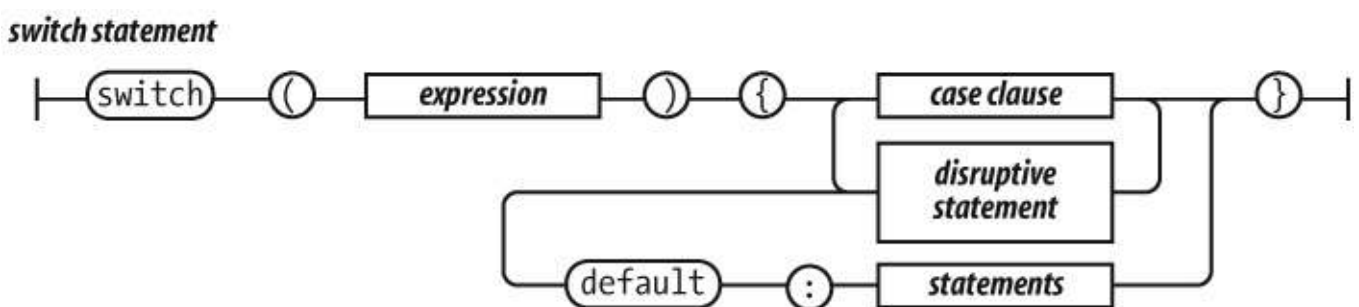 switch statement
switch ( expression ) { case clause }
disruptive
statement
default : statements